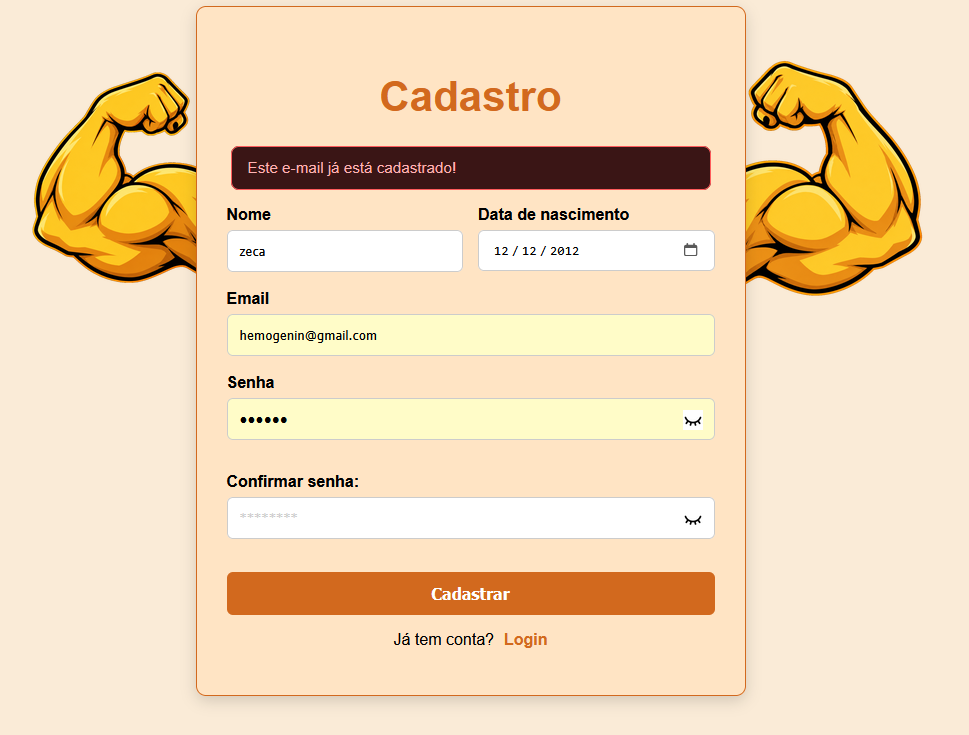 Cadastro
Este e-mail já está cadastrado!
Nome Data de nascimento
zeca 12 / 12 / 2012
Email
hemogenin@gmail.com
Senha
••••••
Confirmar senha:
********
Cadastrar
Já tem conta? Login